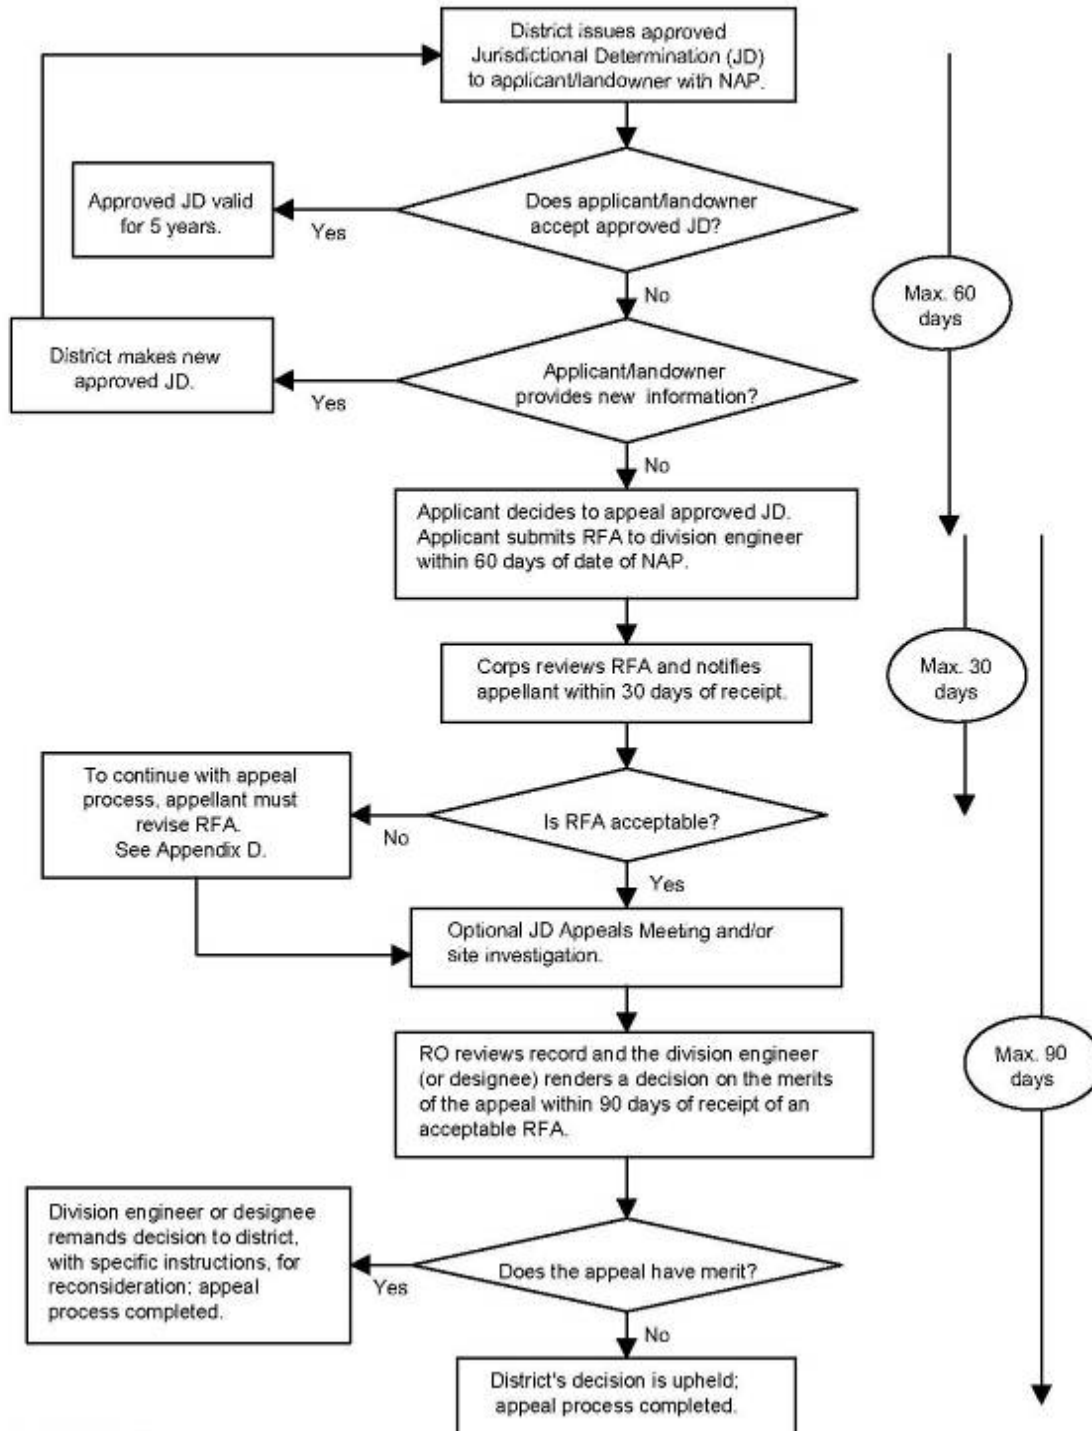 District issues approved
Jurisdictional Determination (JD)
to applicant/landowner with NAP.
Approved JD valid
for 5 years.
Yes
Does applicant/landowner
accept approved JD?
No
Max. 60
days
District makes new
approved JD.
Yes
Applicant/landowner
provides new information?
No
Applicant decides to appeal approved JD.
Applicant submits RFA to division engineer
within 60 days of date of NAP.
Corps reviews RFA and notifies
appellant within 30 days of receipt.
Max. 30
days
To continue with appeal
process, appellant must
revise RFA.
See Appendix D.
No
Is RFA acceptable?
Yes
Optional JD Appeals Meeting and/or
site investigation.
RO reviews record and the division engineer
(or designee) renders a decision on the merits
of the appeal within 90 days of receipt of an
acceptable RFA.
Max. 90
days
Division engineer or designee
remands decision to district,
with specific instructions, for
reconsideration; appeal
process completed.
Yes
Does the appeal have merit?
No
District's decision is upheld;
appeal process completed.